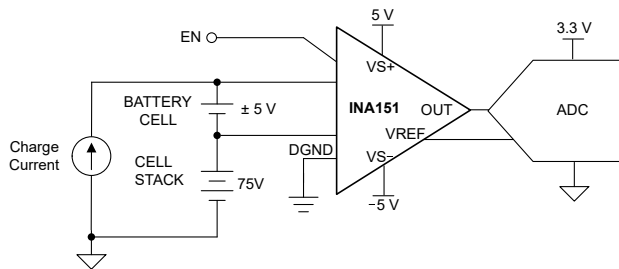 5 V
3.3 V
EN
VS+
BATTERY
CELL
± 5 V
INA151
OUT
ADC
VREF
Charge
Current
DGND
CELL
STACK
75V
VS−
−5 V